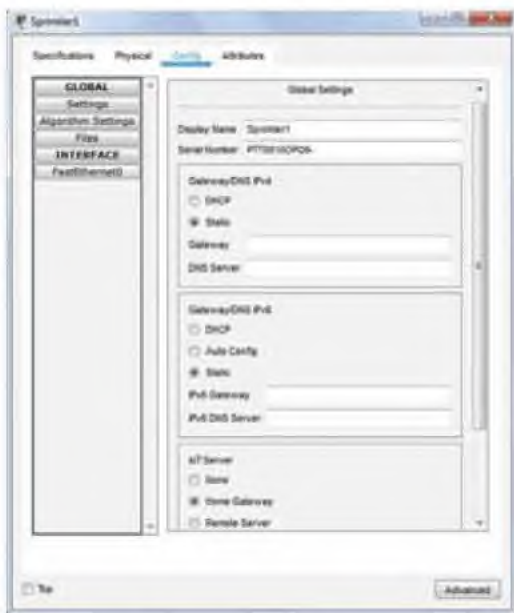 Sprinkler1
Specifications Physical Config Attributes
GLOBAL
Settings
Algorithm Settings
Files
INTERFACE
FastEthernet0
Global Settings
Display Name Sprinkler1
Serial Number
Gateway/DNS IPv4
DHCP
Static
Gateway
DNS Server
Gateway/DNS IPv6
DHCP
Auto Config
Static
IPv6 Gateway
IPv6 DNS Server
IoT Server
None
Home Gateway
Remote Server
Top
Advanced